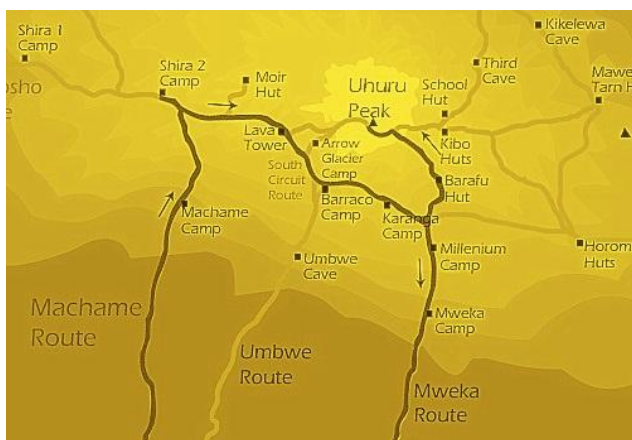 Shira 1
Camp
Kikelewa
Cave
Shira 2
Camp
Moir
Hut
Uhuru
Peak
School
Hut
Third
Cave
Mawe
Tarn H
osho
e
Lava
Tower
Arrow
Glacier
Camp
Kibo
Huts
South
Circuit
Route
Barafu
Hut
Barraco
Camp
Karanga
Camp
Machame
Camp
Umbwe
Cave
Millenium
Camp
Horom
Huts
Mweka
Camp
Machame
Route
Umbwe
Route
Mweka
Route